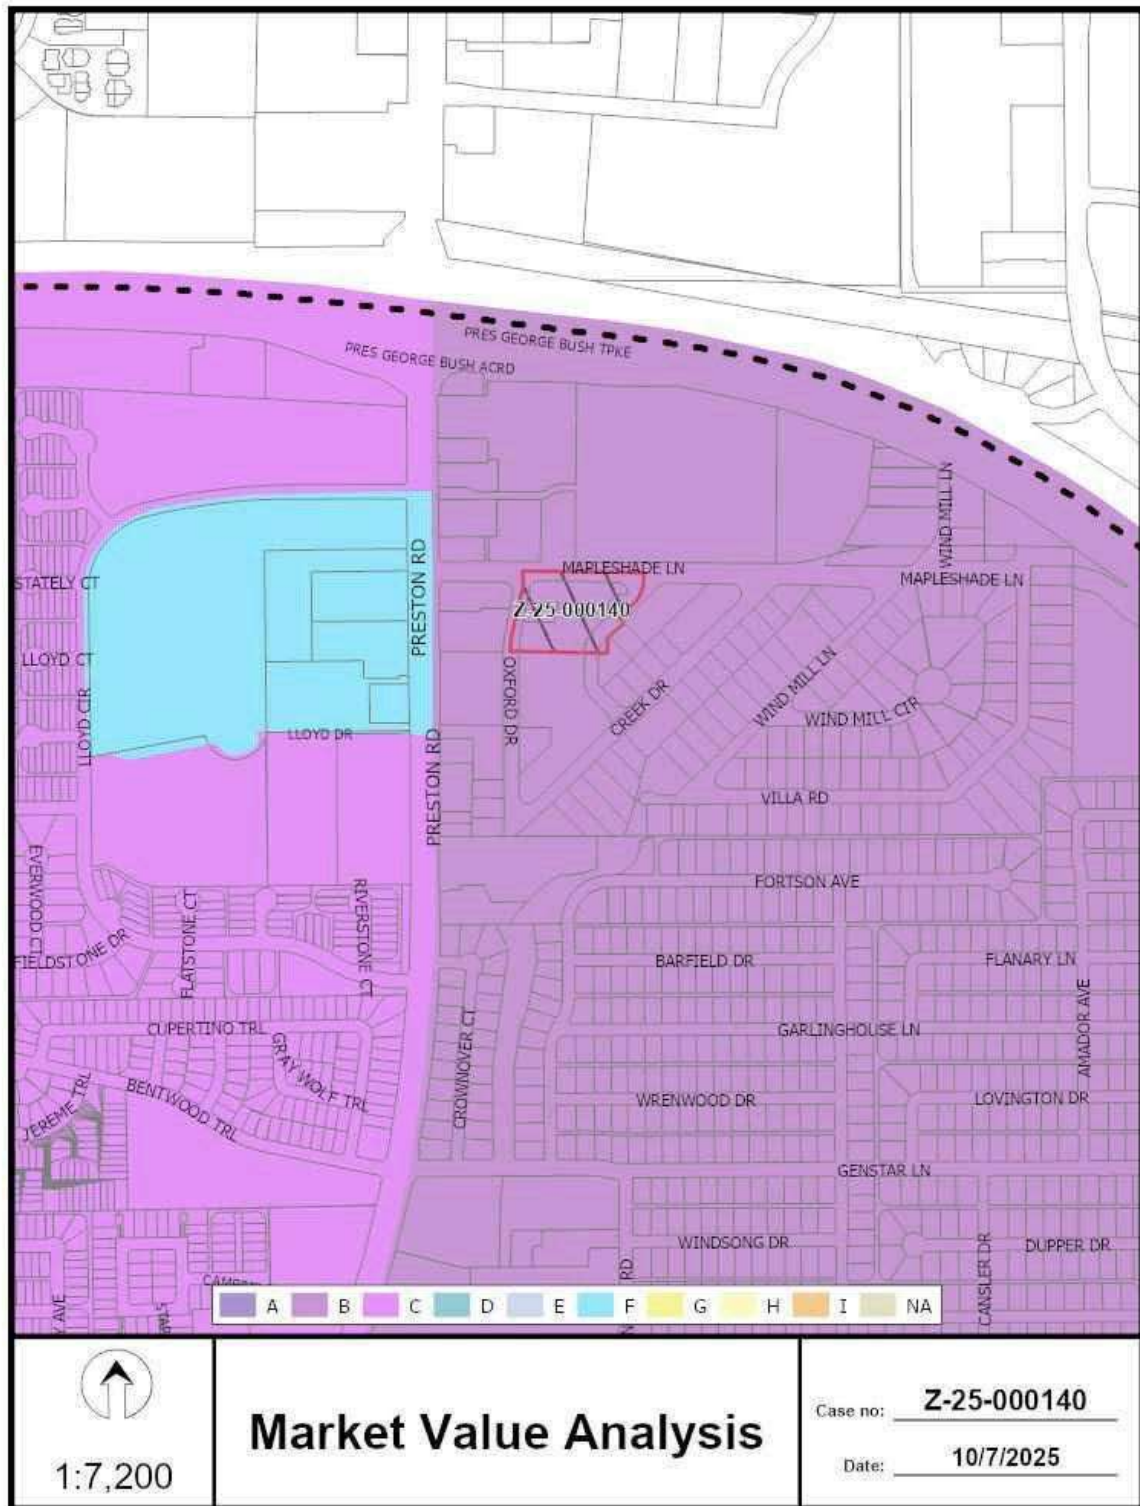 PRES GEORGE BUSH TPKE
PRES GEORGE BUSH ACRD
WIND MILL LN
MAPLESHADE LN
MAPLESHADE LN
STATELY CT
PRESTON RD
Z-25-000140
LLOYD CT
OXFORD DR
CREEK DR
WIND MILL LN
WIND MILL CIR
LLOYD CIR
LLOYD DR
PRESTON RD
VILLA RD
EVERWOOD CT
FORTSON AVE
FLATSTONE CT
RIVERSTONE CT
FIELDSTONE DR
BARFIELD DR
FLANARY LN
CUPERTINO TRL
GARLINGHOUSE LN
AMADOR AVE
GRAY WOLF TRL
CROWNOVER CT
JEREME TRL
BENTWOOD TRL
WRENWOOD DR
LOVINGTON DR
GENSTAR LN
WINDSONG DR
DUPPER DR
CANSLER DR
RD
AVE
A B C D E F G H I NA
1:7,200
Market Value Analysis
Case no: Z-25-000140
Date: 10/7/2025